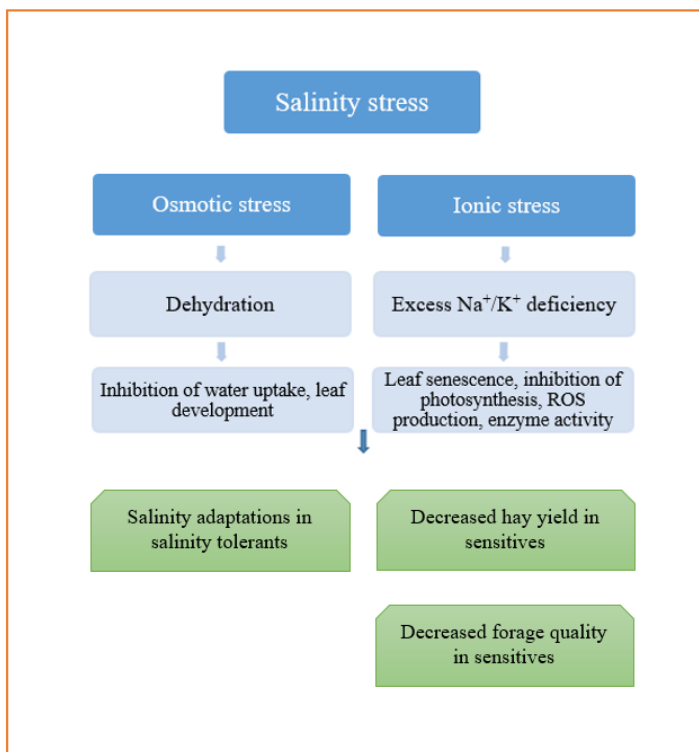 Salinity stress
Osmotic stress
Ionic stress
Dehydration
Excess Na⁺/K⁺ deficiency
Inhibition of water uptake, leaf
development
Leaf senescence, inhibition of
photosynthesis, ROS
production, enzyme activity
Salinity adaptations in
salinity tolerants
Decreased hay yield in
sensitives
Decreased forage quality
in sensitives